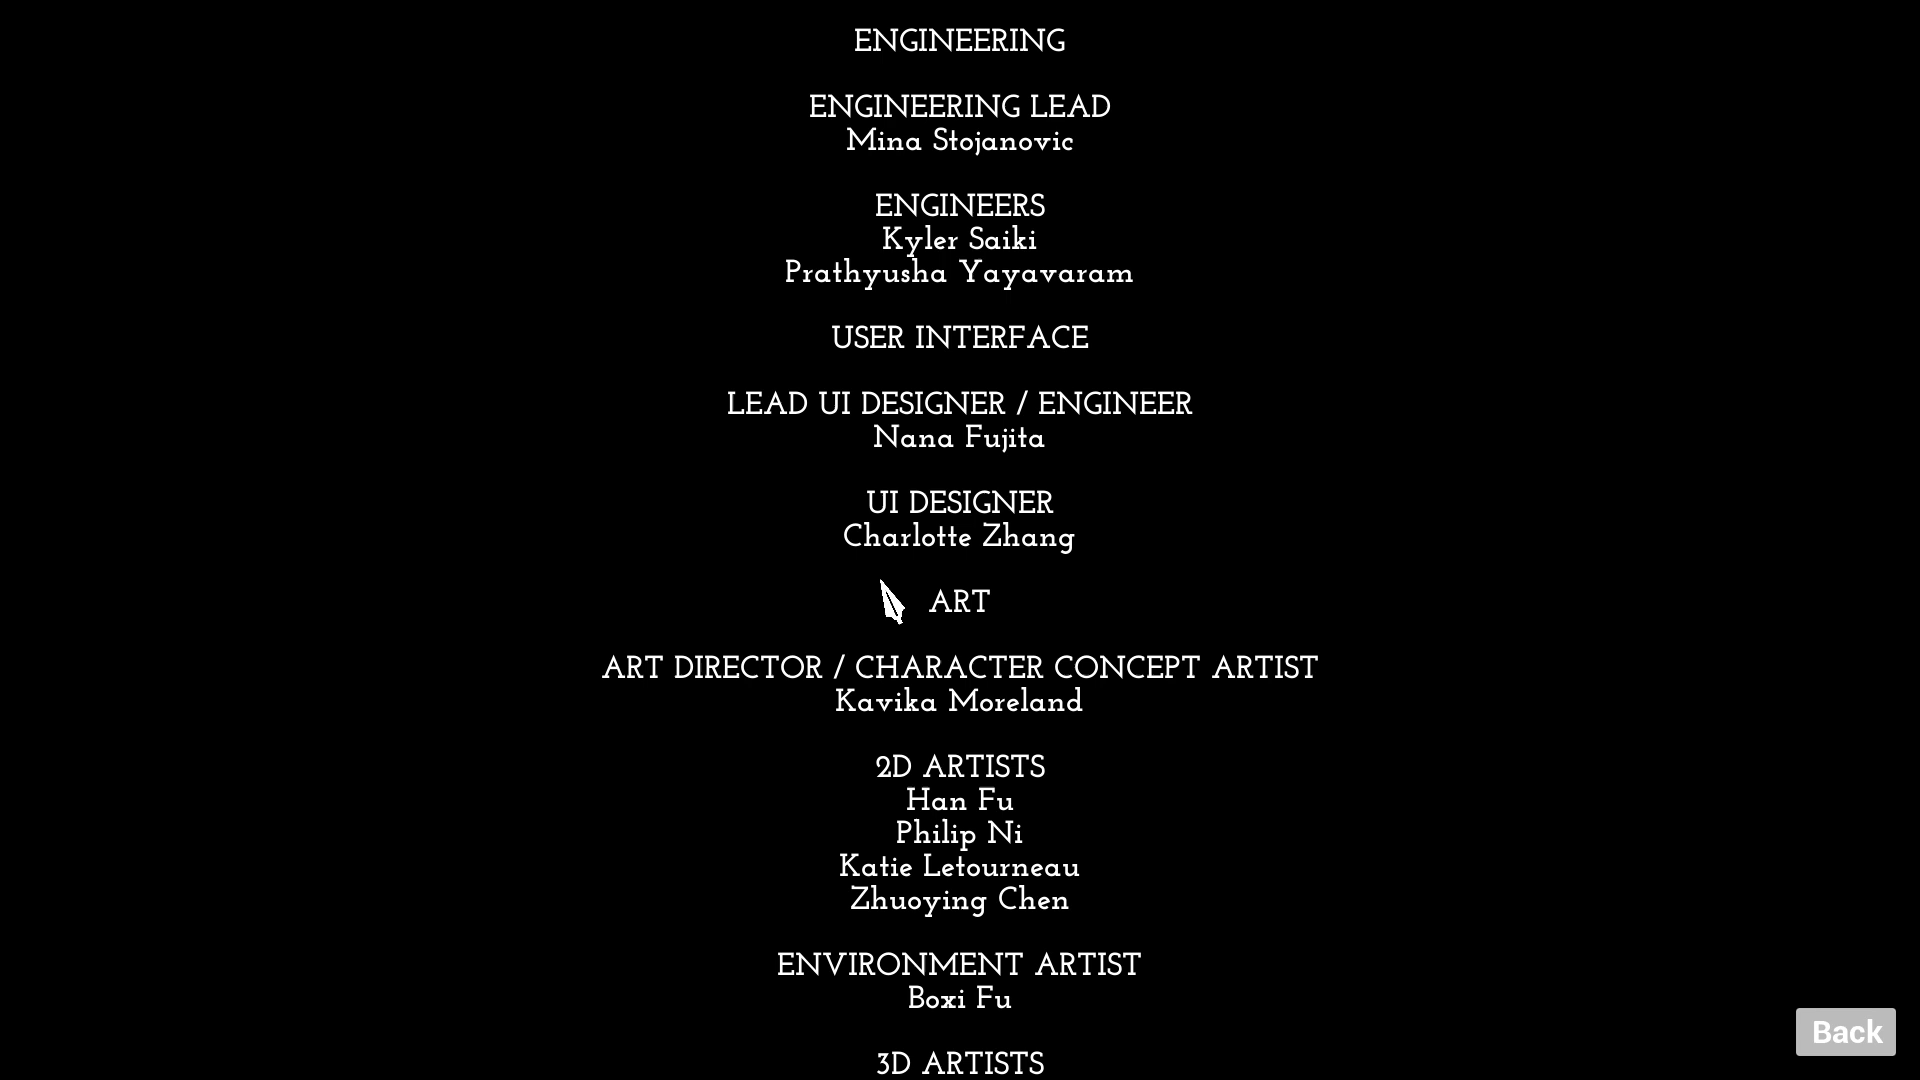 ENGINEERING
ENGINEERING LEAD
Mina Stojanovic
ENGINEERS
Kyler Saiki
Prathyusha Yayavaram
USER INTERFACE
LEAD UI DESIGNER / ENGINEER
Nana Fujita
UI DESIGNER
Charlotte Zhang
ART
ART DIRECTOR / CHARACTER CONCEPT ARTIST
Kavika Moreland
2D ARTISTS
Han Fu
Philip Ni
Katie Letourneau
Zhuoying Chen
ENVIRONMENT ARTIST
Boxi Fu
Back
3D ARTISTS